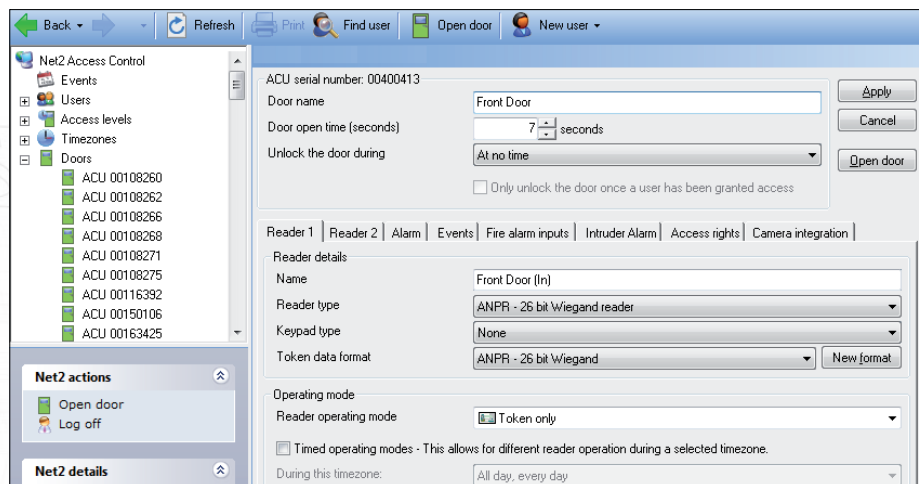 Back Refresh Print Find user Open door New user
Net2 Access Control
Events
Users
Access levels
Timezones
Doors
ACU 00108260
ACU 00108262
ACU 00108266
ACU 00108268
ACU 00108271
ACU 00108275
ACU 00116392
ACU 00150106
ACU 00163425
Net2 actions
Open door
Log off
Net2 details
ACU serial number: 00400413
Door name Front Door
Door open time (seconds) 7 seconds
Unlock the door during At no time
Only unlock the door once a user has been granted access
Apply
Cancel
Open door
Reader 1 Reader 2 Alarm Events Fire alarm inputs Intruder Alarm Access rights Camera integration
Reader details
Name Front Door (In)
Reader type ANPR - 26 bit Wiegand reader
Keypad type None
Token data format ANPR - 26 bit Wiegand New format
Operating mode
Reader operating mode Token only
Timed operating modes - This allows for different reader operation during a selected timezone.
During this timezone: All day, every day